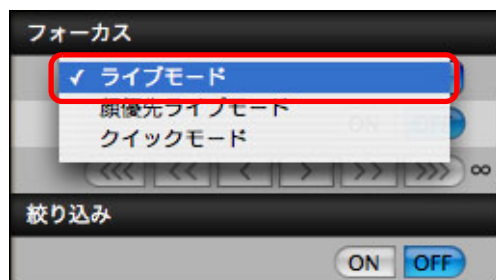 フォーカス
✓ ライブモード
顔優先ライブモード
ON OFF
クイックモード
<<< << < > >> >>> ∞
絞り込み
ON OFF